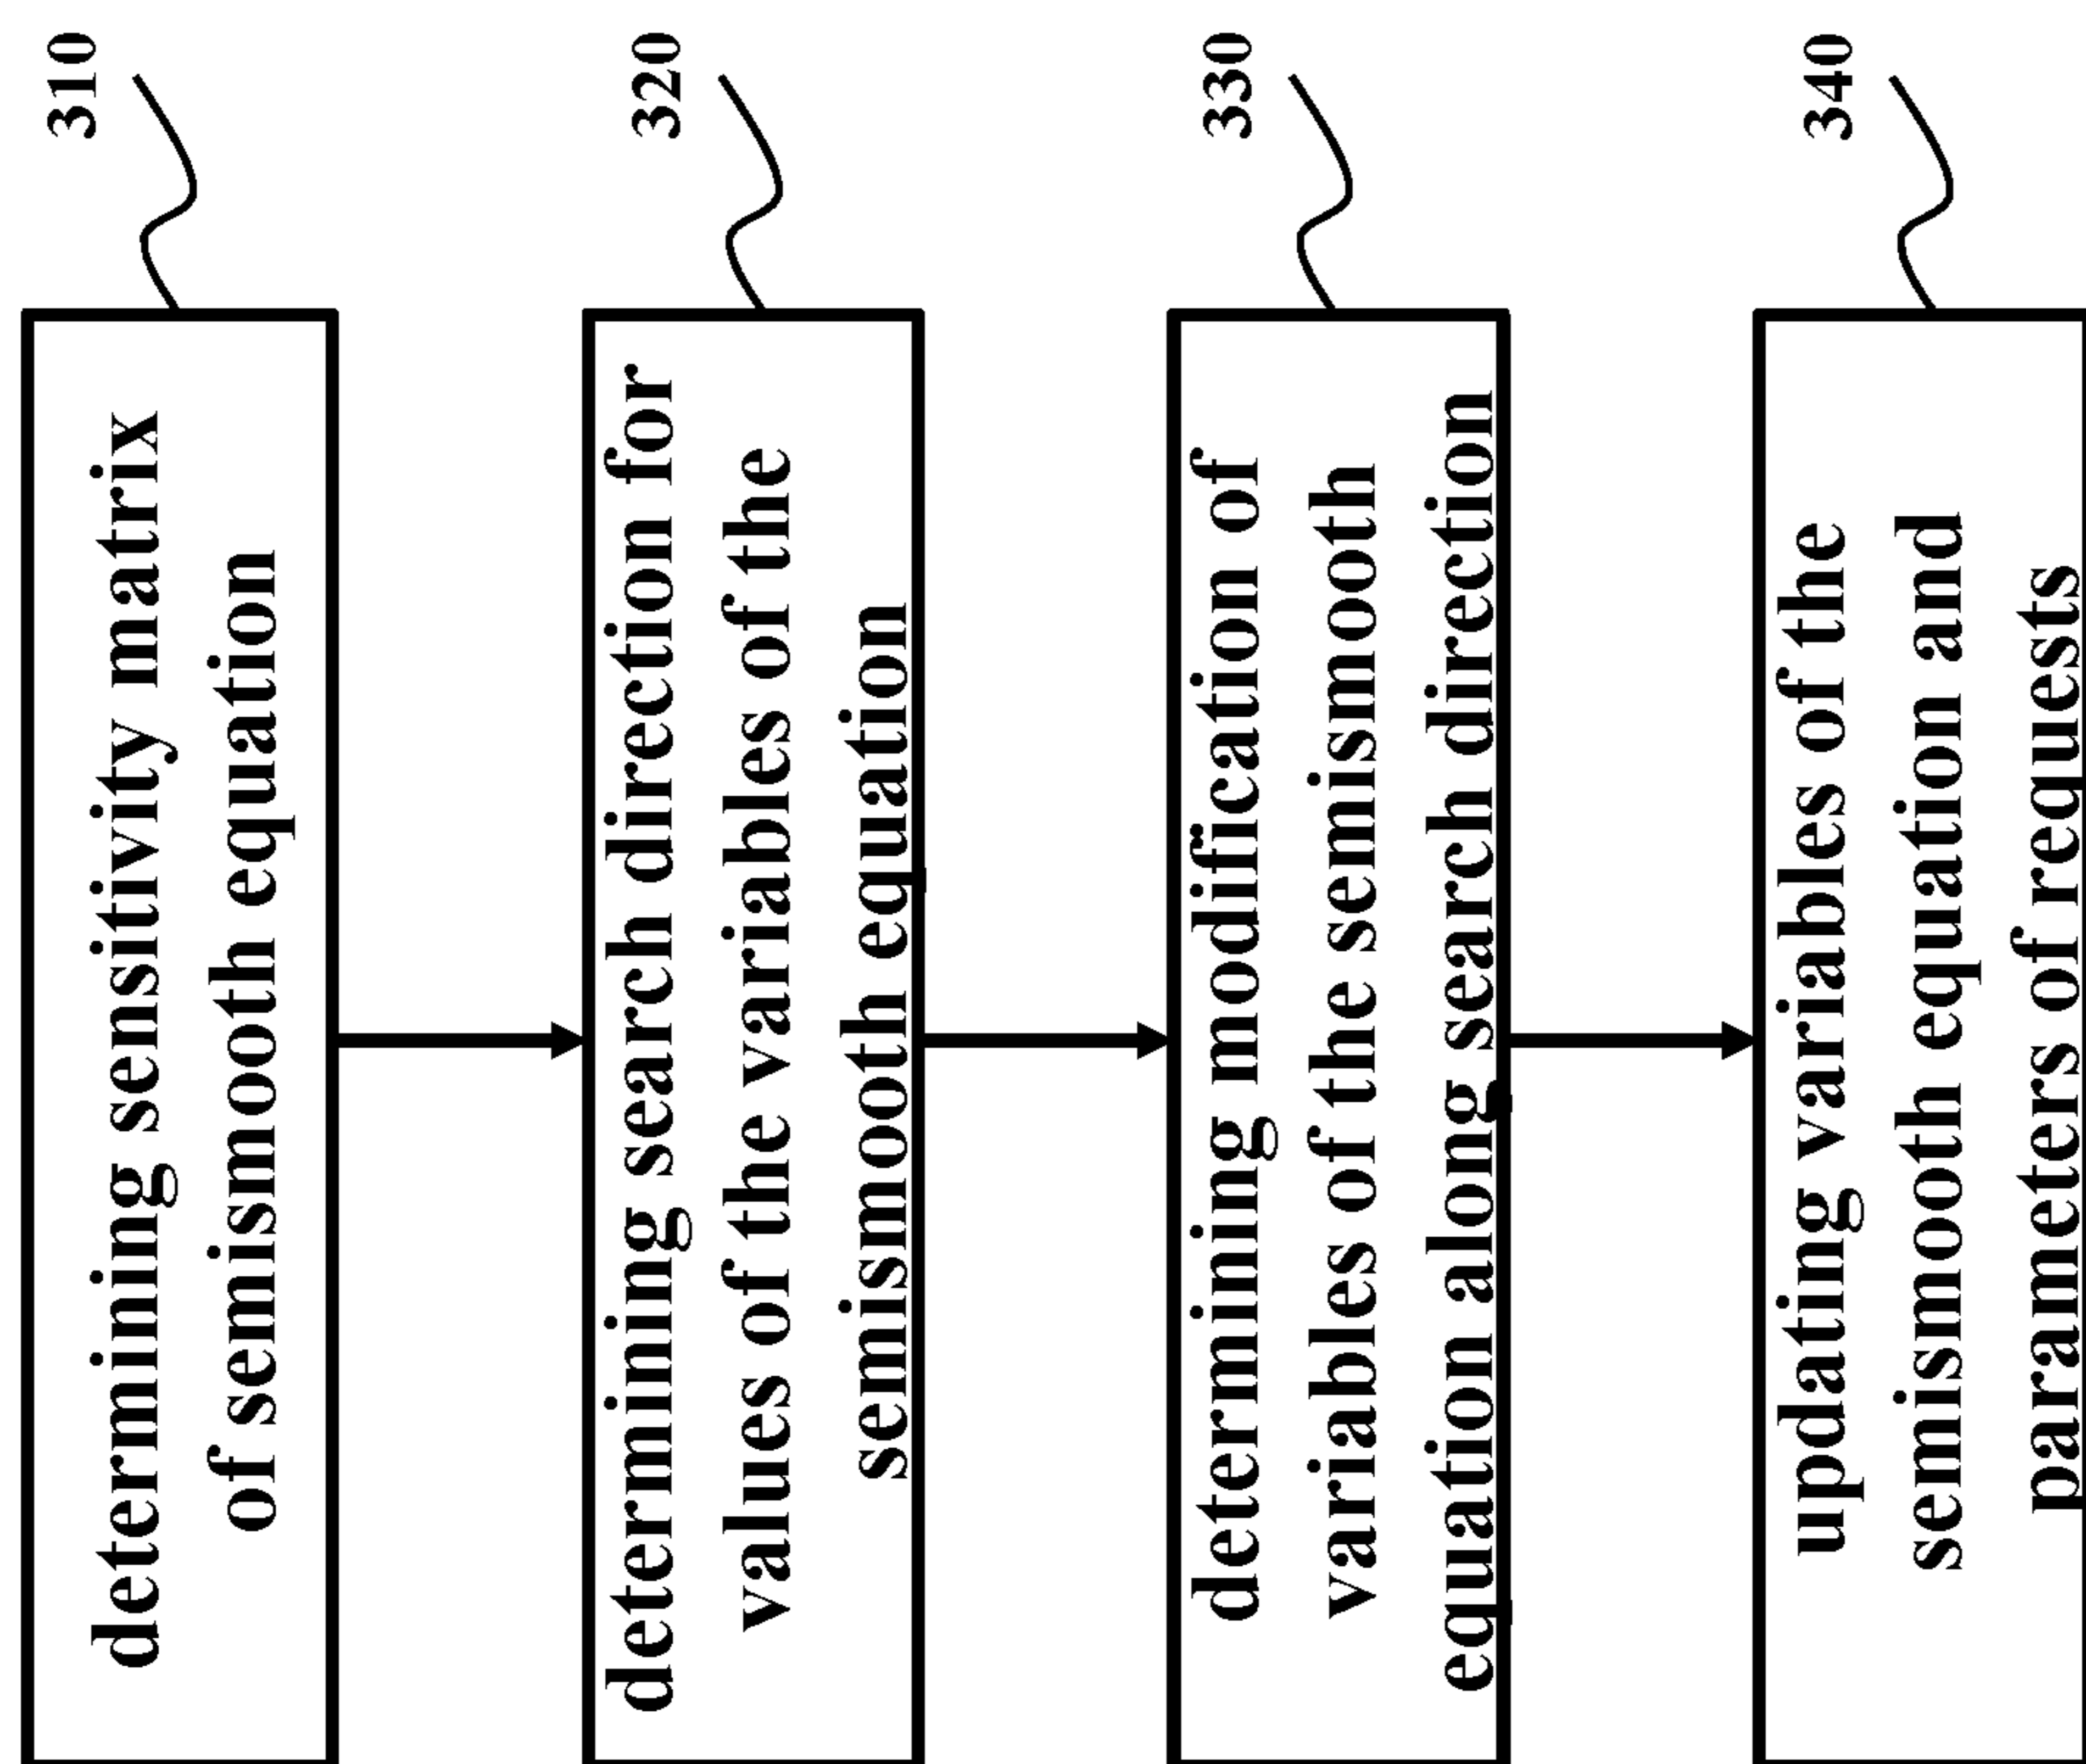 310
determining sensitivity matrix
of semismooth equation
320
determining search direction for
values of the variables of the
semismooth equation
330
determining modification of
variables of the semismooth
equation along search direction
340
updating variables of the
semismooth equation and
parameters of requests